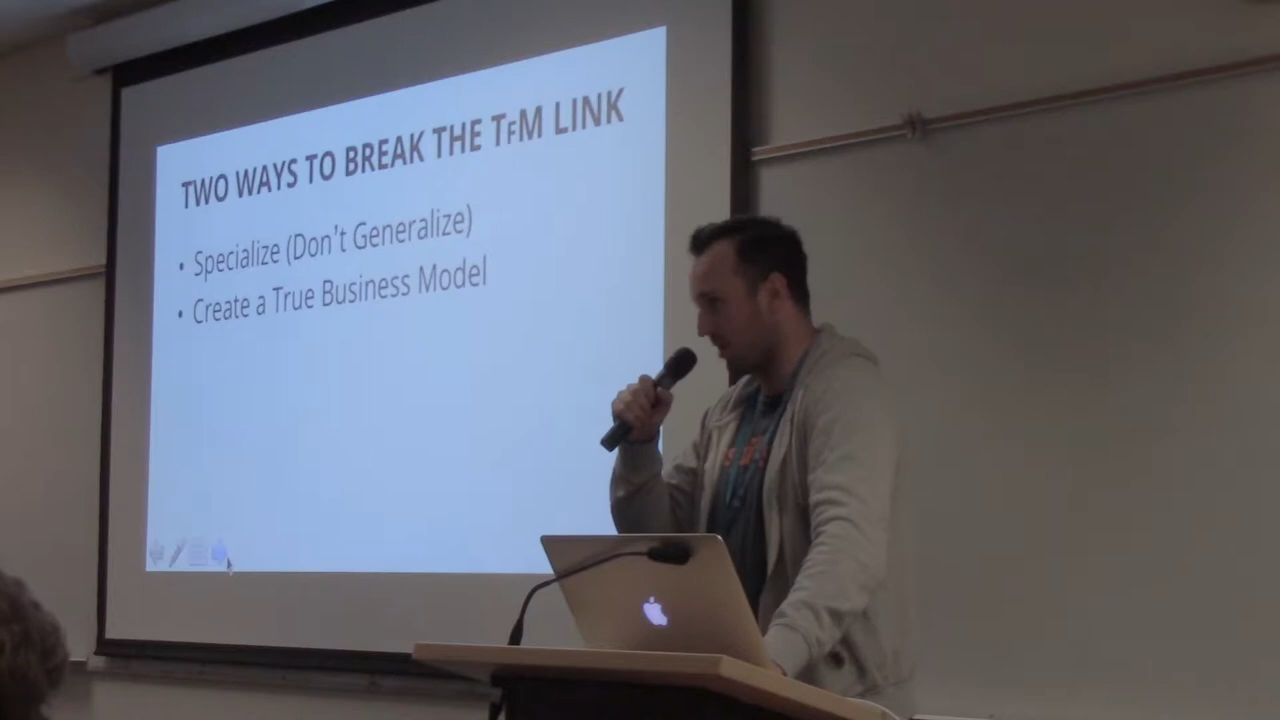 TWO WAYS TO BREAK THE TFM LINK
• Specialize (Don't Generalize)
• Create a True Business Model